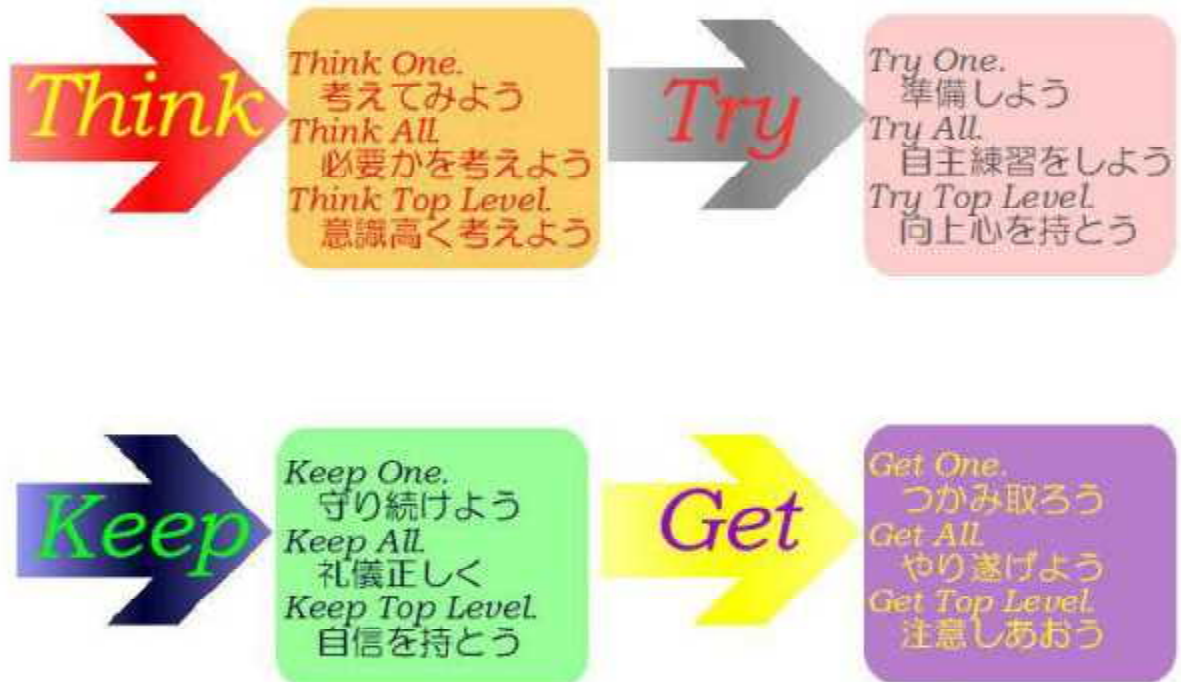 Think
Think One.
考えてみよう
Think All.
必要かを考えよう
Think Top Level.
意識高く考えよう
Try
Try One.
準備しよう
Try All.
自主練習をしよう
Try Top Level.
向上心を持とう
Keep
Keep One.
守り続けよう
Keep All.
礼儀正しく
Keep Top Level.
自信を持とう
Get
Get One.
つかみ取ろう
Get All.
やり遂げよう
Get Top Level.
注意しあおう